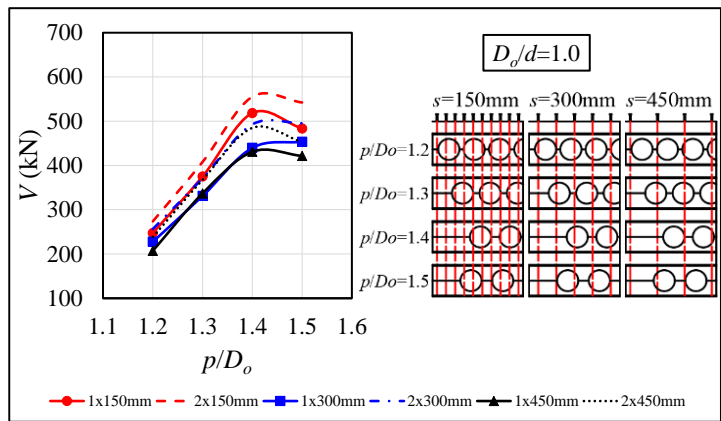 700
600
500
400
300
200
100
V (kN)
1.1 1.2 1.3 1.4 1.5 1.6
p/Do
Do/d=1.0
s=150mm s=300mm s=450mm
p/Do=1.2
p/Do=1.3
p/Do=1.4
p/Do=1.5
1x150mm 2x150mm 1x300mm 2x300mm 1x450mm 2x450mm